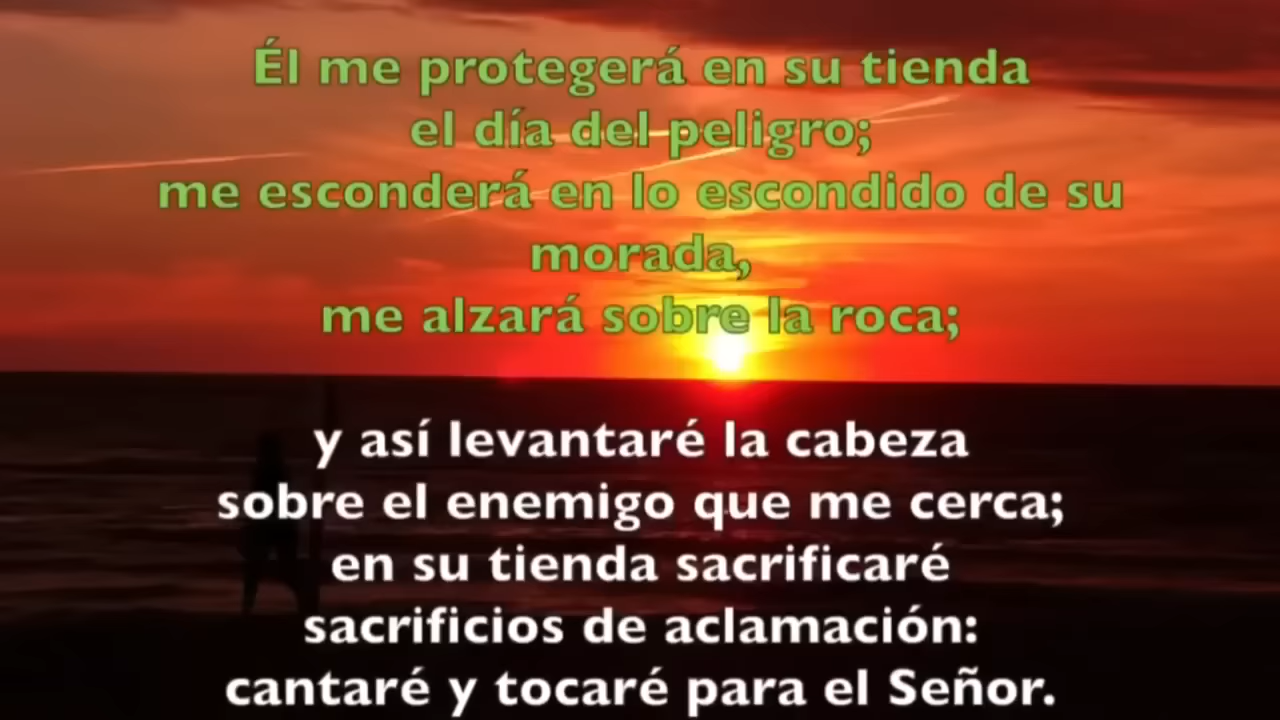 Él me protegerá en su tienda
el día del peligro;
me esconderá en lo escondido de su
morada,
me alzará sobre la roca;
y así levantaré la cabeza
sobre el enemigo que me cerca;
en su tienda sacrificaré
sacrificios de aclamación:
cantaré y tocaré para el Señor.